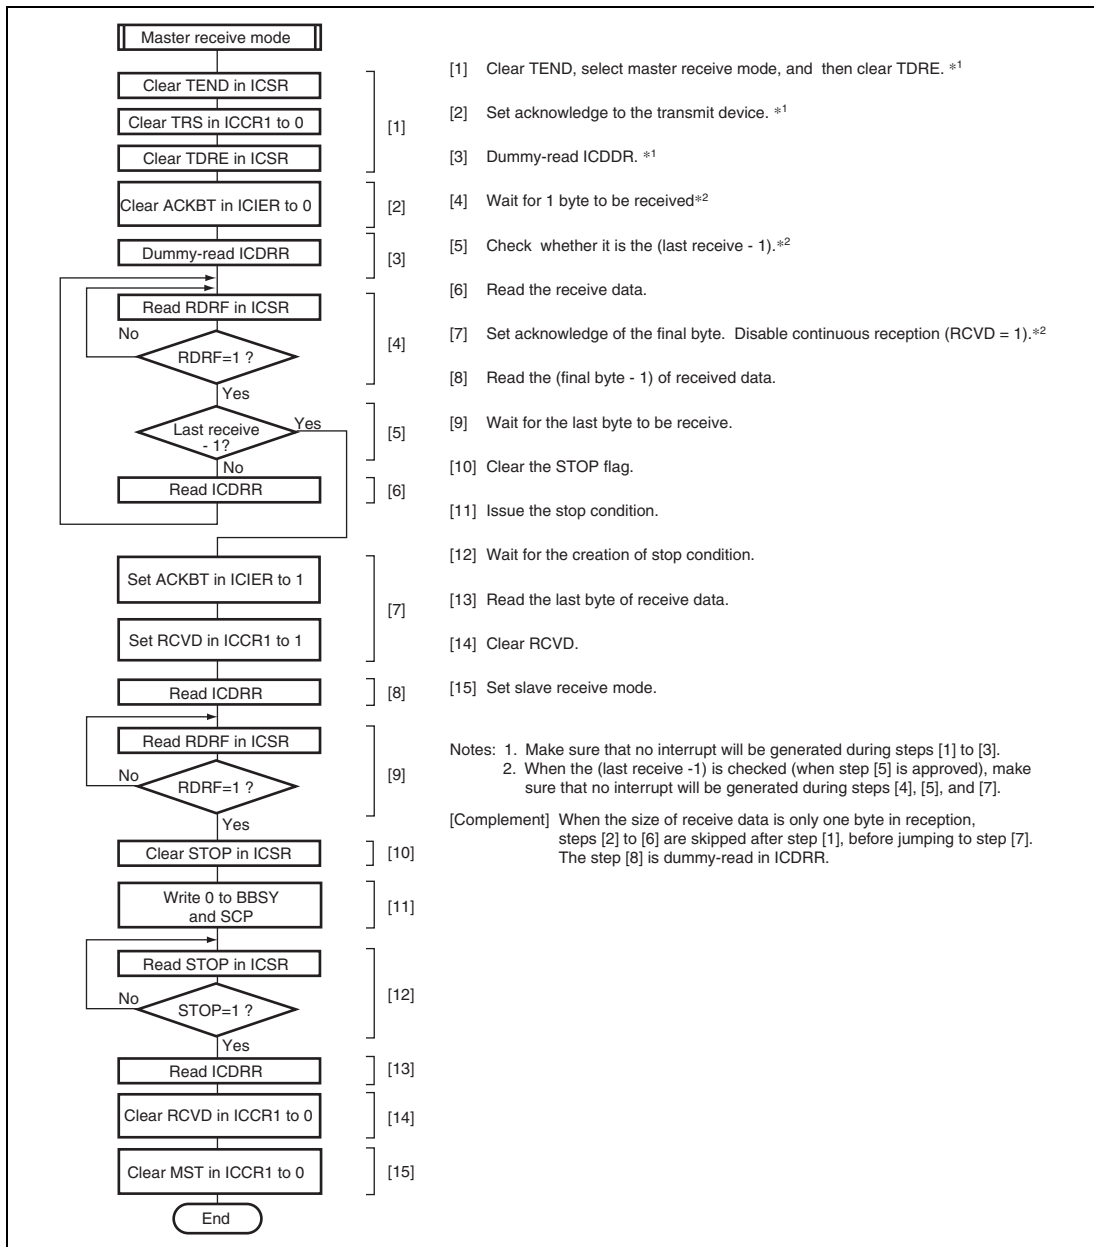 Master receive mode
Clear TEND in ICSR
Clear TRS in ICCR1 to 0
Clear TDRE in ICSR
[1]
Clear ACKBT in ICIER to 0
[2]
Dummy-read ICDRR
[3]
Read RDRF in ICSR
No
RDRF=1 ?
[4]
Yes
Last receive
- 1?
Yes
[5]
No
Read ICDRR
[6]
Set ACKBT in ICIER to 1
[7]
Set RCVD in ICCR1 to 1
Read ICDRR
[8]
Read RDRF in ICSR
No
RDRF=1 ?
[9]
Yes
Clear STOP in ICSR
[10]
Write 0 to BBSY
and SCP
[11]
Read STOP in ICSR
No
STOP=1 ?
[12]
Yes
Read ICDRR
[13]
Clear RCVD in ICCR1 to 0
[14]
Clear MST in ICCR1 to 0
[15]
End
[1] Clear TEND, select master receive mode, and then clear TDRE. *1
[2] Set acknowledge to the transmit device. *1
[3] Dummy-read ICDDR. *1
[4] Wait for 1 byte to be received*2
[5] Check whether it is the (last receive - 1).*2
[6] Read the receive data.
[7] Set acknowledge of the final byte. Disable continuous reception (RCVD = 1).*2
[8] Read the (final byte - 1) of received data.
[9] Wait for the last byte to be receive.
[10] Clear the STOP flag.
[11] Issue the stop condition.
[12] Wait for the creation of stop condition.
[13] Read the last byte of receive data.
[14] Clear RCVD.
[15] Set slave receive mode.
Notes: 1. Make sure that no interrupt will be generated during steps [1] to [3].
2. When the (last receive -1) is checked (when step [5] is approved), make
sure that no interrupt will be generated during steps [4], [5], and [7].
[Complement] When the size of receive data is only one byte in reception,
steps [2] to [6] are skipped after step [1], before jumping to step [7].
The step [8] is dummy-read in ICDRR.